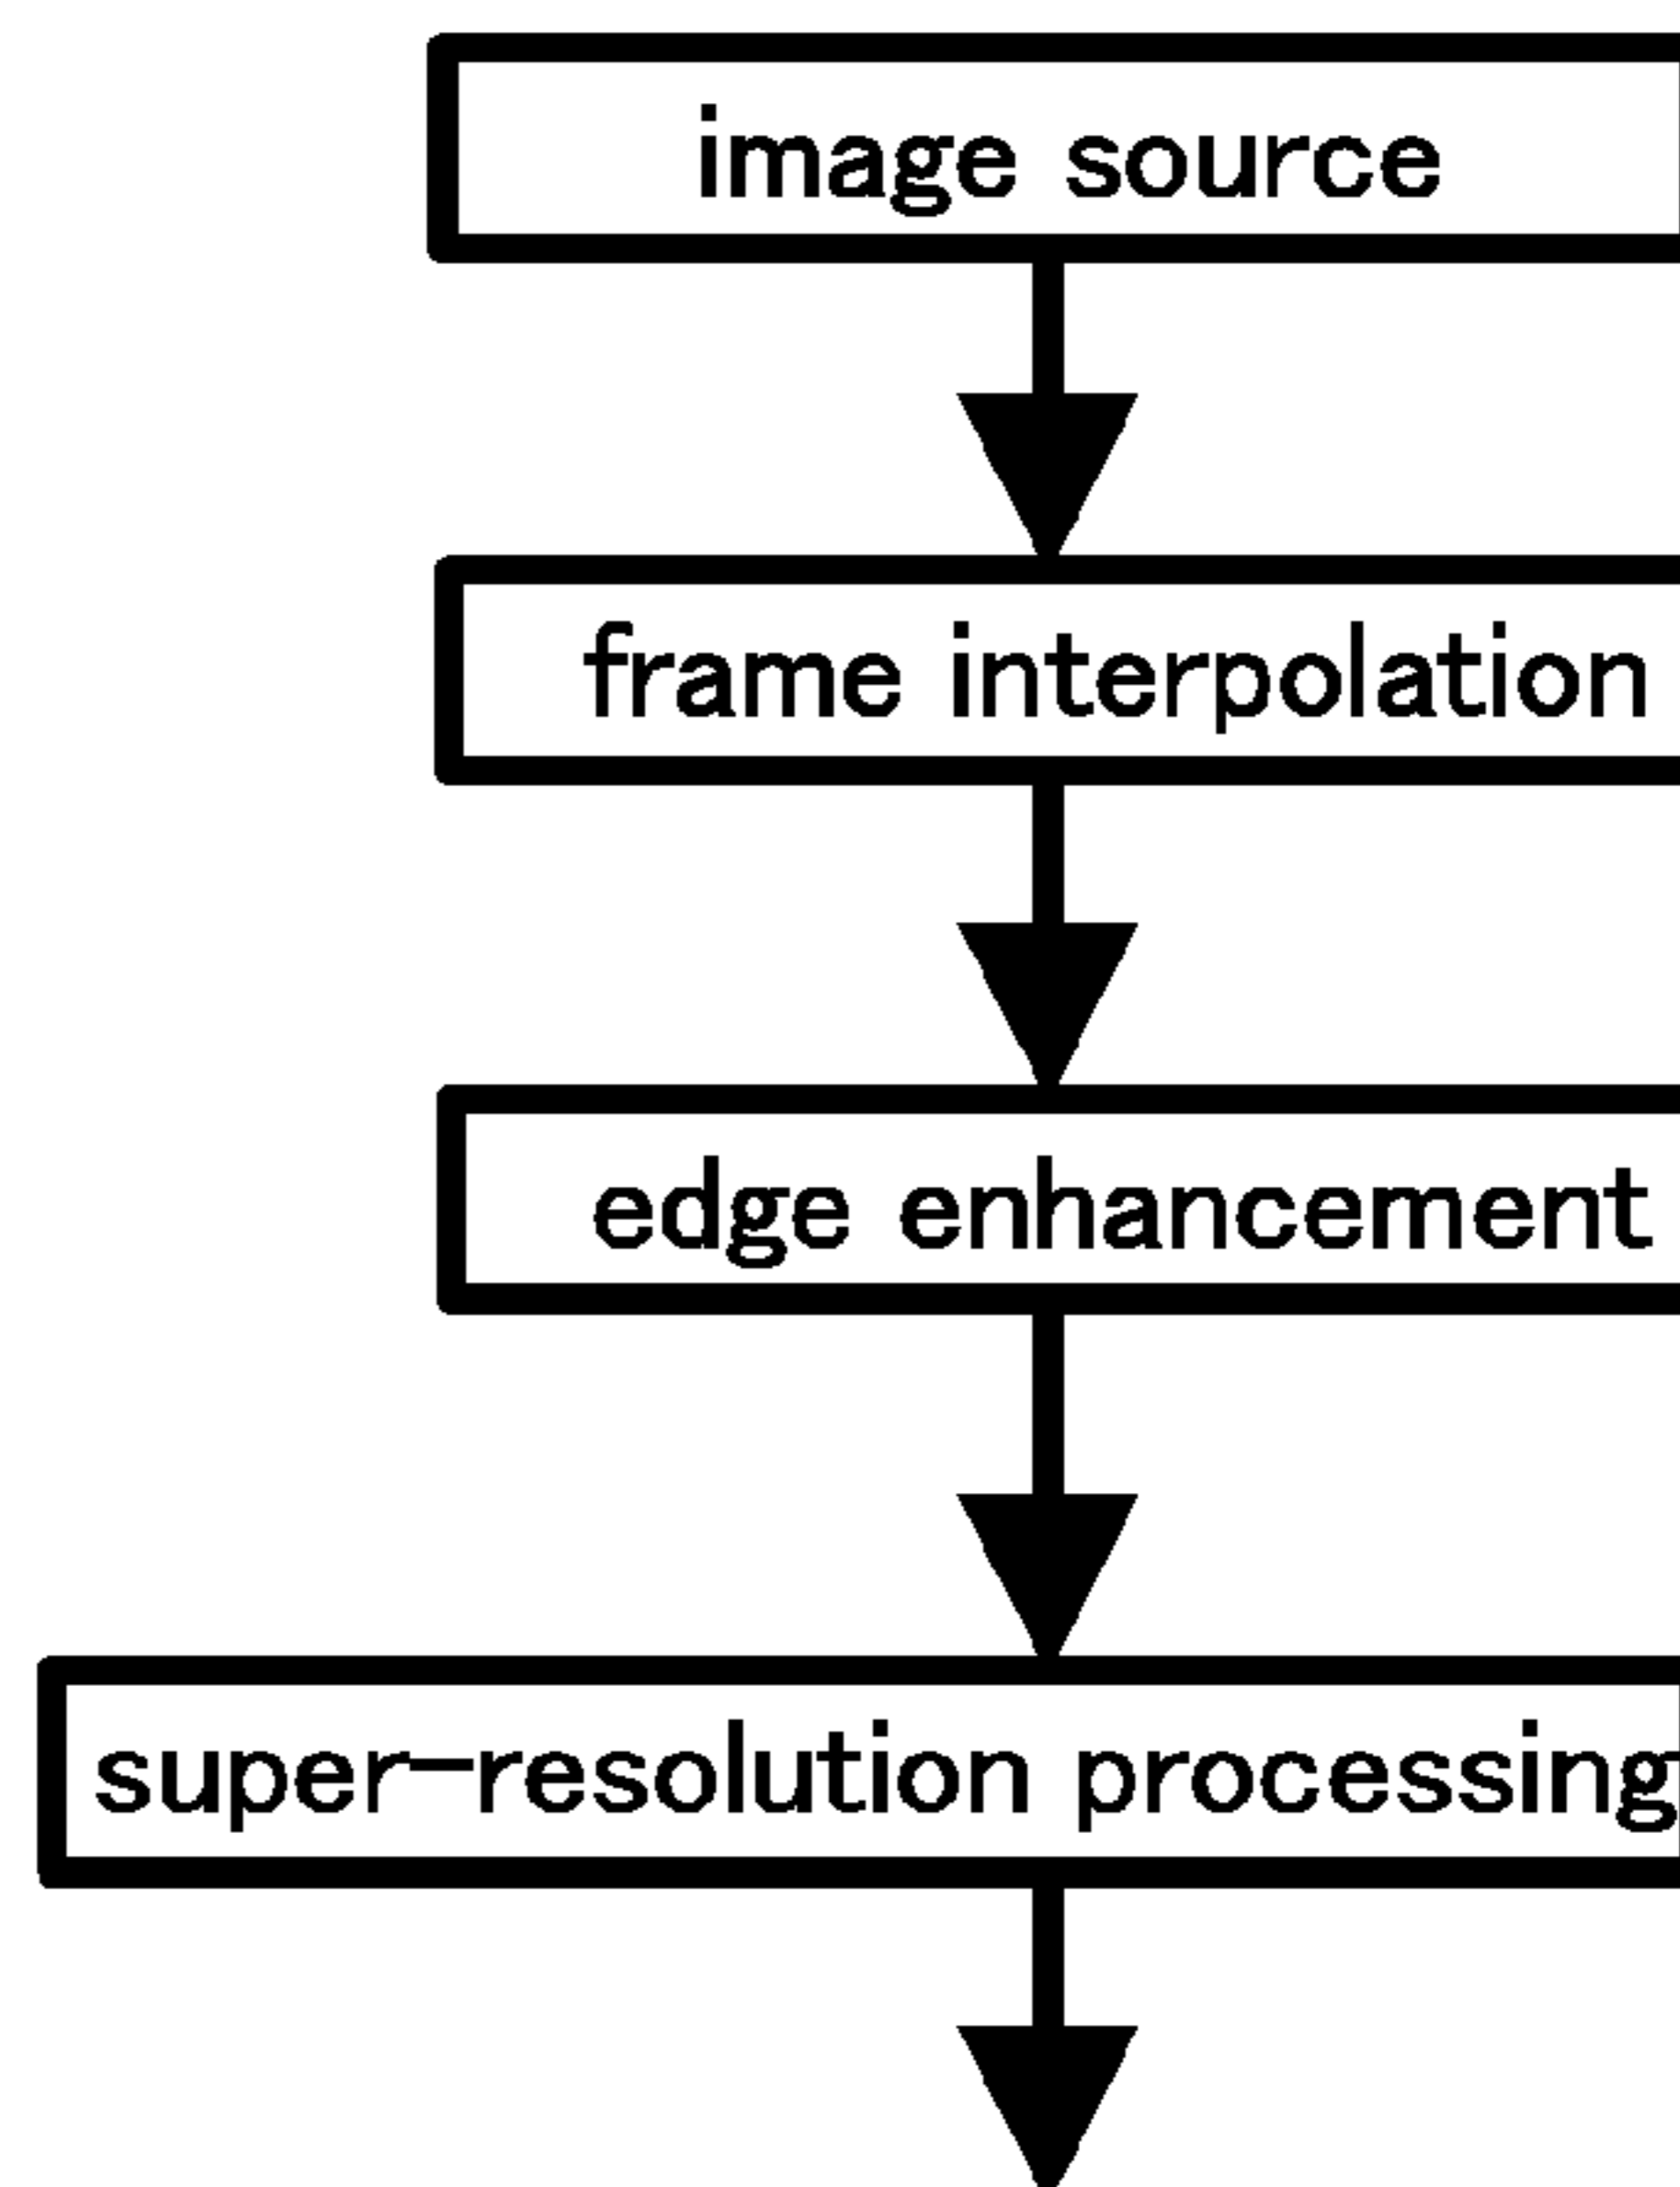 image source
frame interpolation
edge enhancement
super-resolution processing